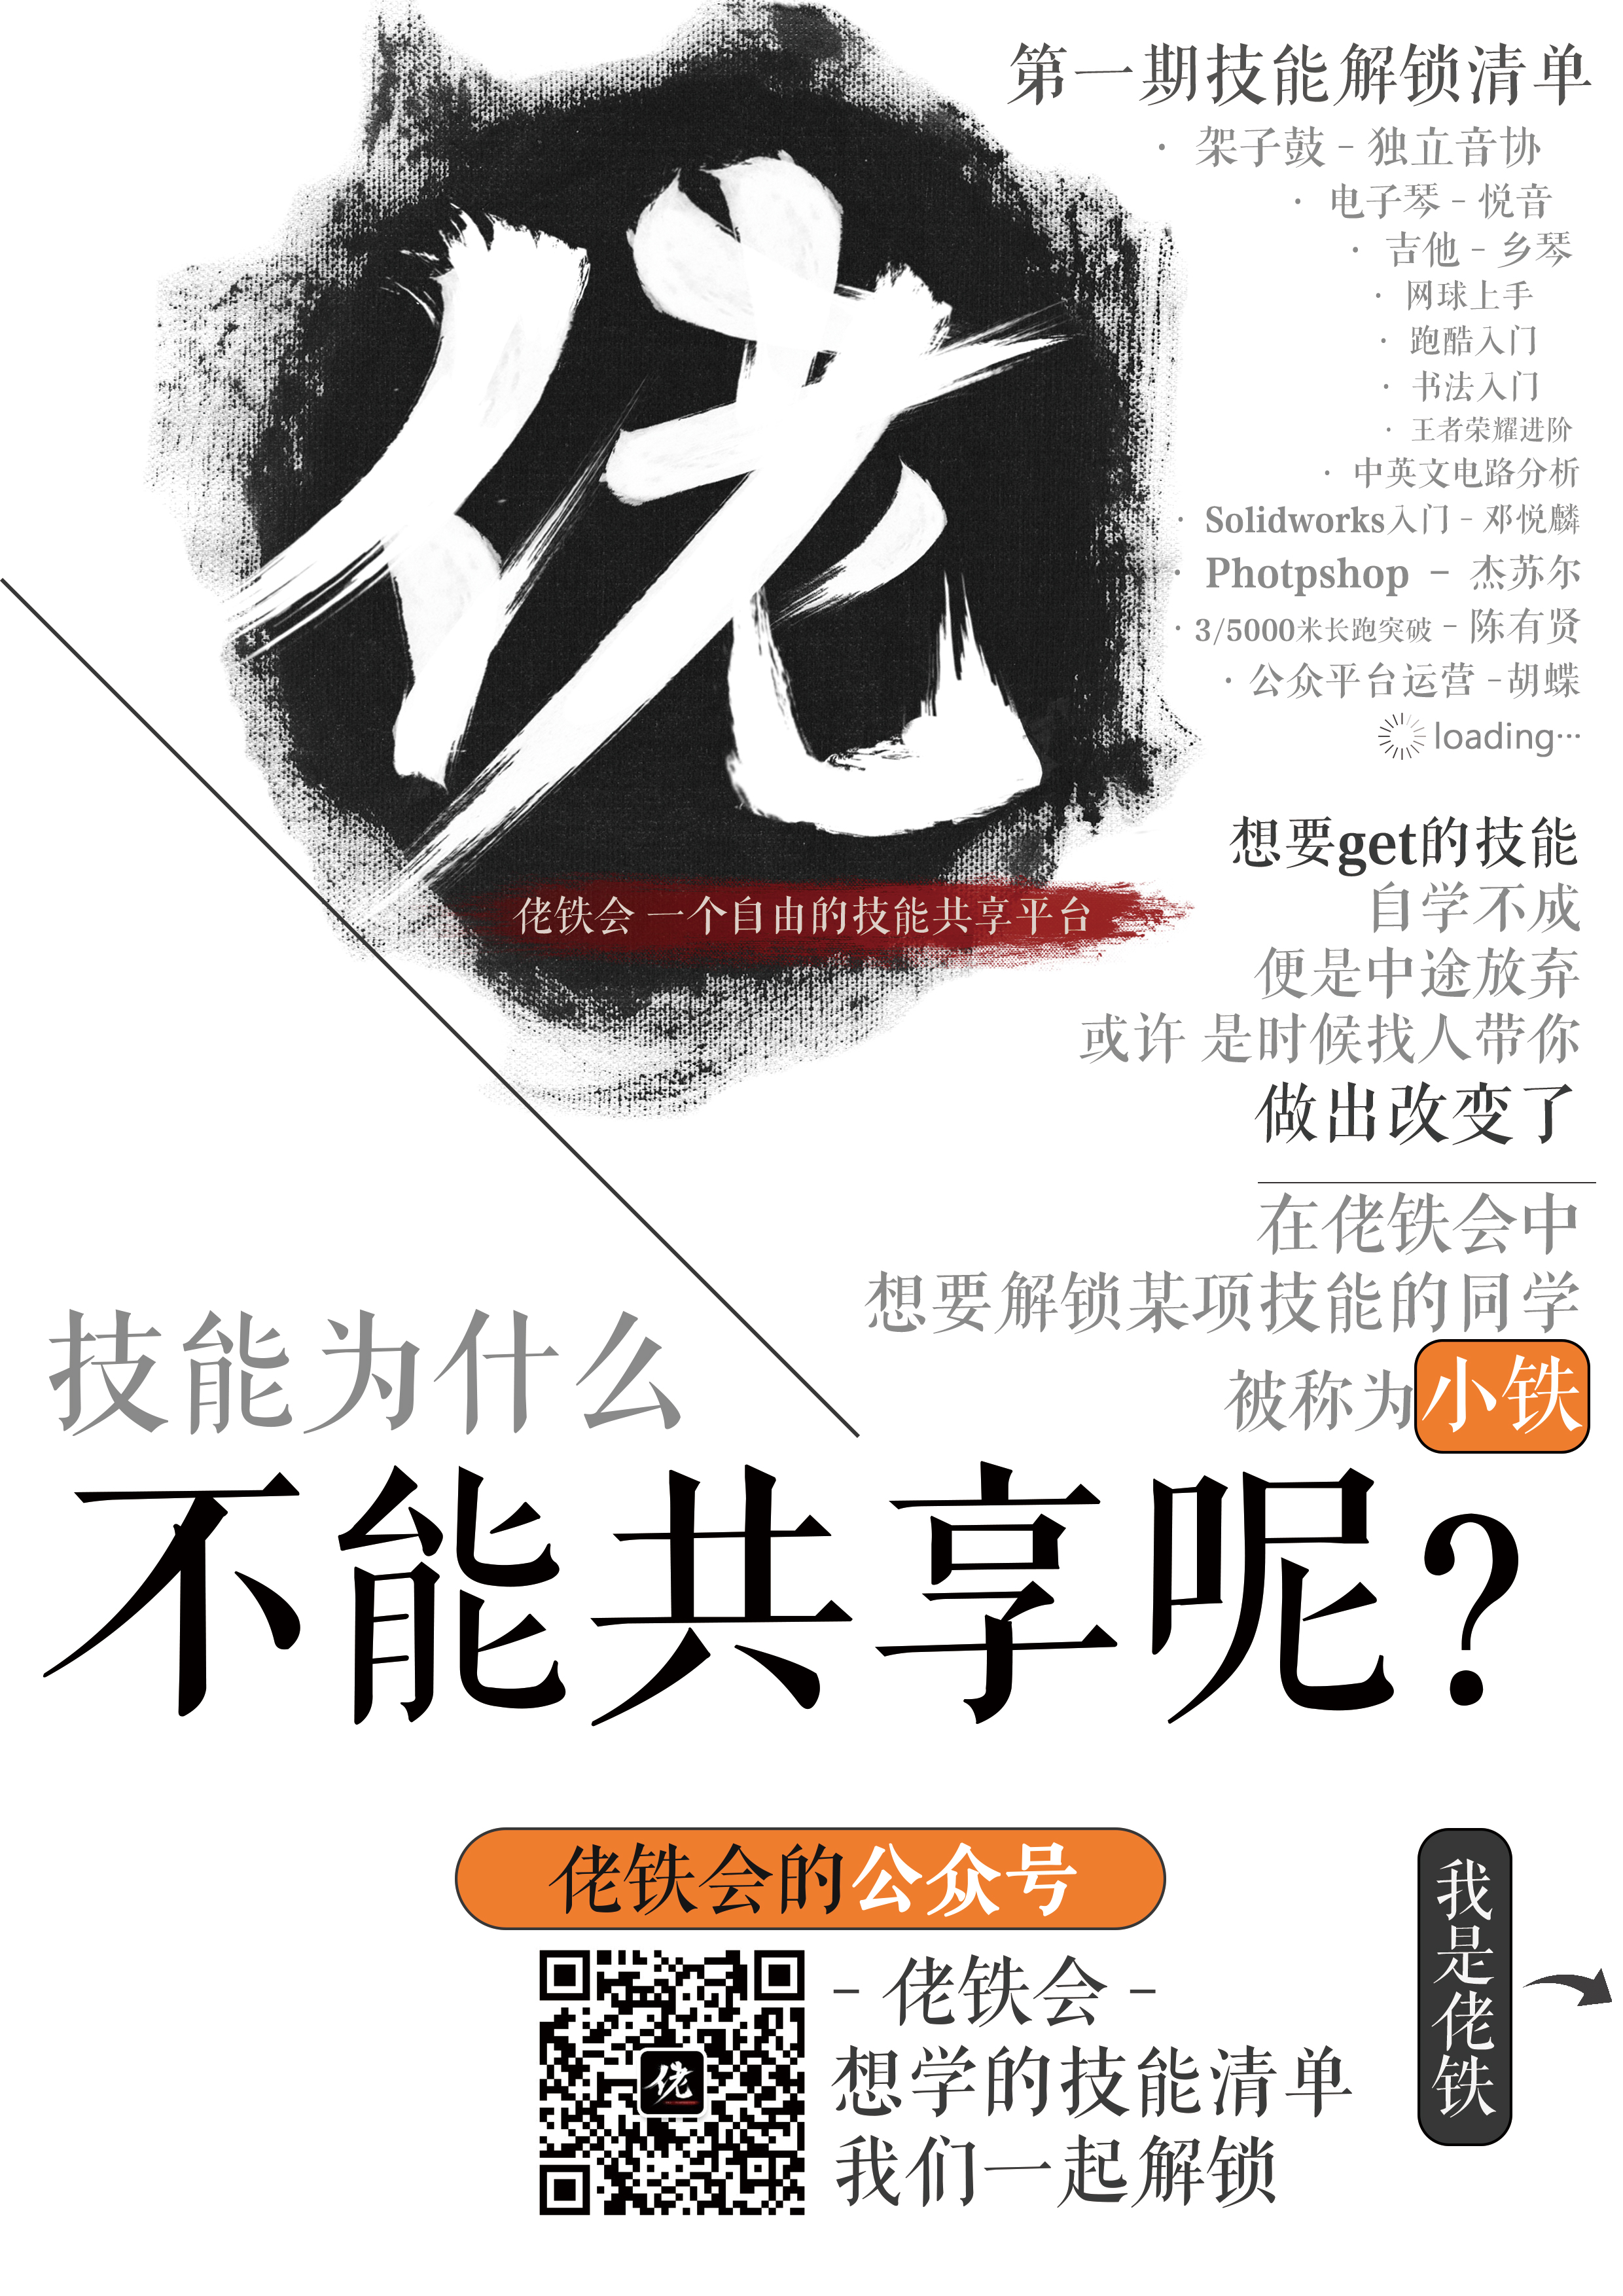 佬
第一期技能解锁清单
· 架子鼓 - 独立音协
· 电子琴 - 悦音
· 吉他 - 乡琴
· 网球上手
· 跑酷入门
· 书法入门
· 王者荣耀进阶
· 中英文电路分析
· Solidworks入门 - 邓悦麟
· Photpshop - 杰苏尔
· 3/5000米长跑突破 - 陈有贤
· 公众平台运营 -胡蝶
loading···
佬铁会 一个自由的技能共享平台
想要get的技能
自学不成
便是中途放弃
或许 是时候找人带你
做出改变了
在佬铁会中
想要解锁某项技能的同学
被称为小铁
技能为什么
不能共享呢?
佬铁会的公众号
佬
- 佬铁会 -
想学的技能清单
我们一起解锁
我是佬铁